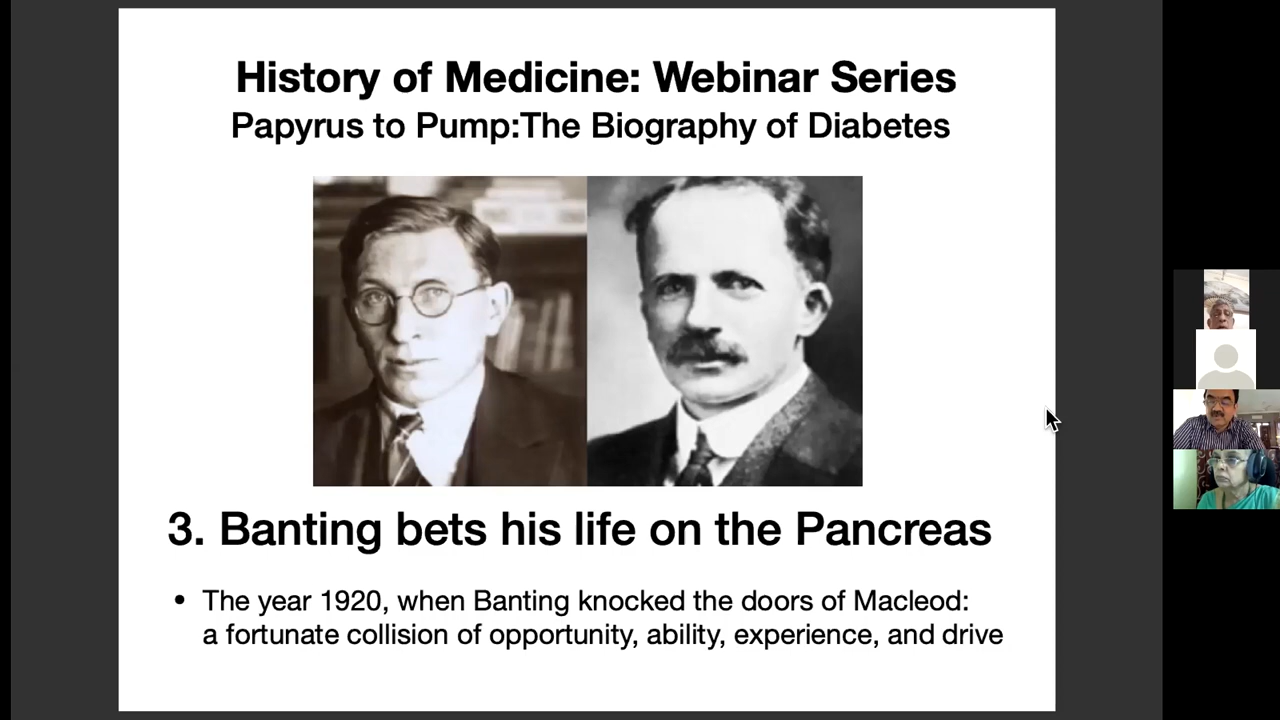 History of Medicine: Webinar Series
Papyrus to Pump:The Biography of Diabetes
3. Banting bets his life on the Pancreas
• The year 1920, when Banting knocked the doors of Macleod:
a fortunate collision of opportunity, ability, experience, and drive